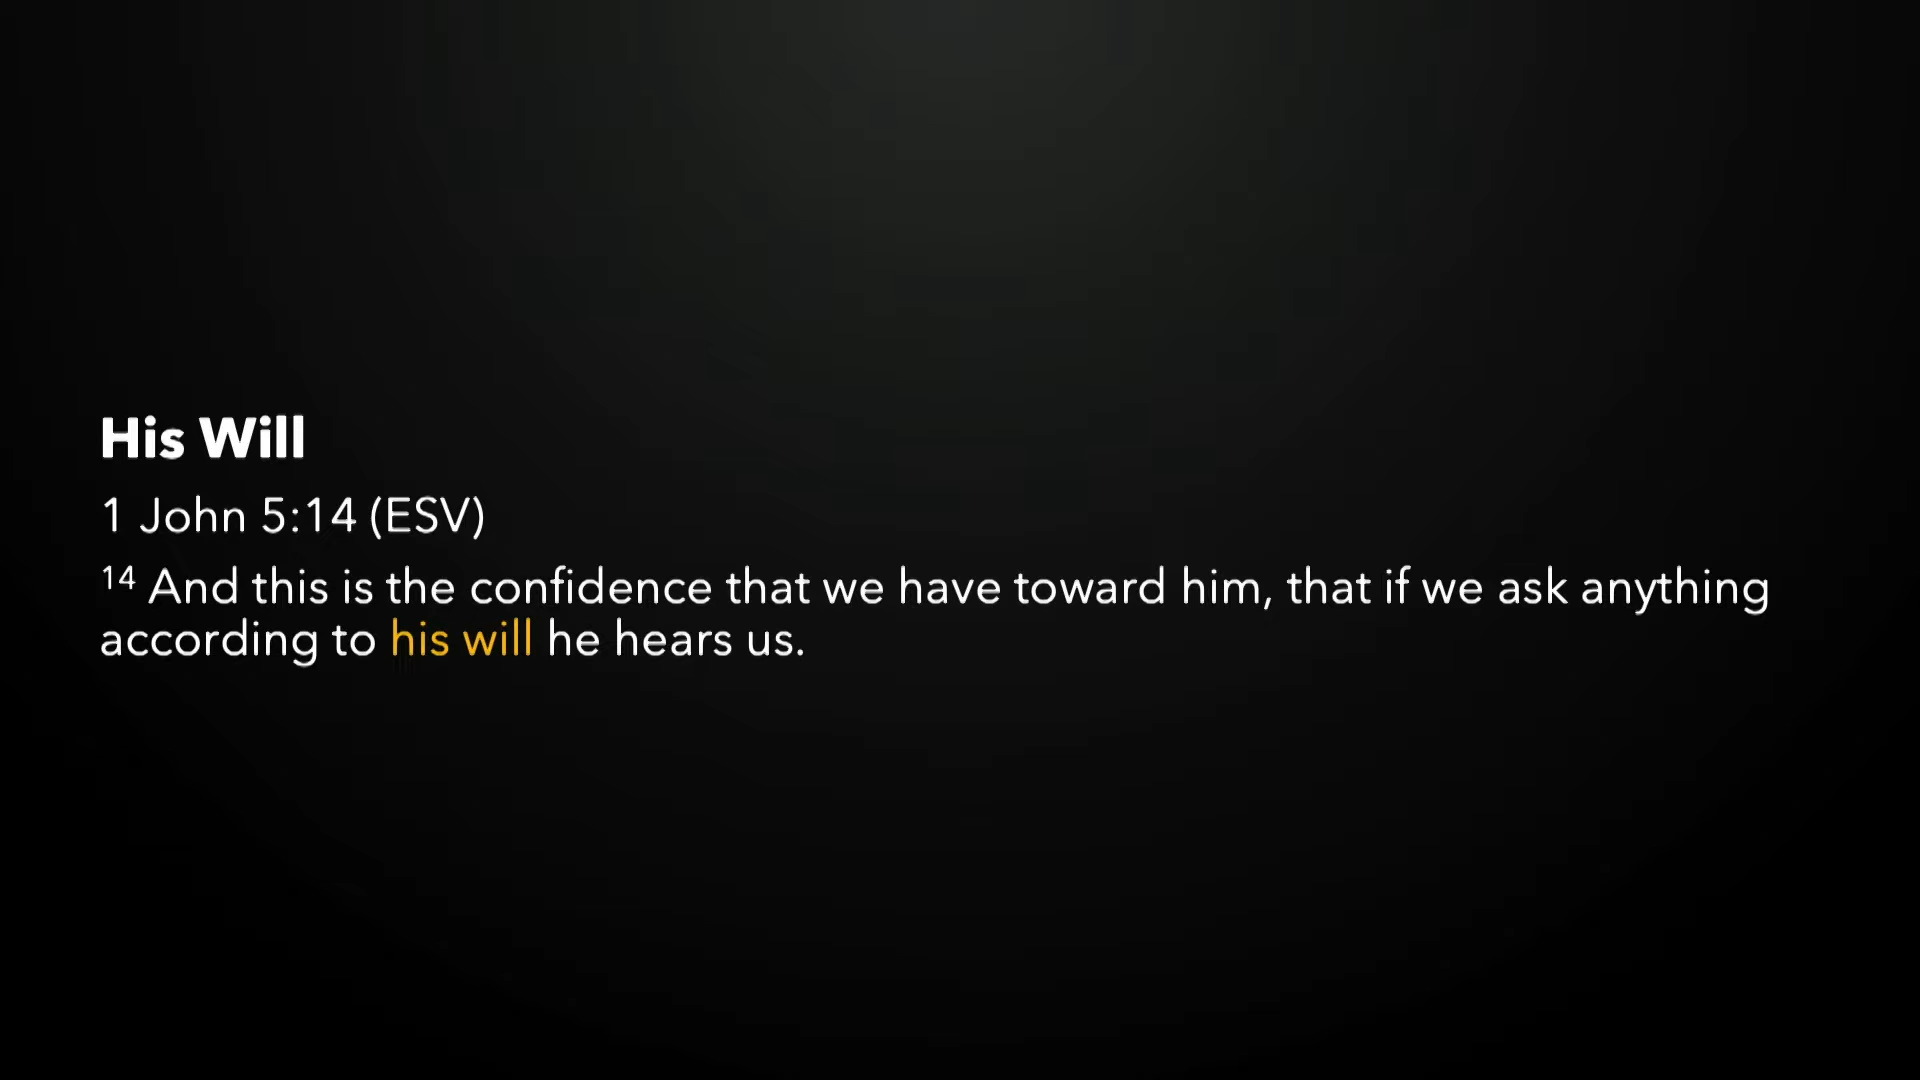 His Will
1 John 5:14 (ESV)
14 And this is the confidence that we have toward him, that if we ask anything
according to his will he hears us.